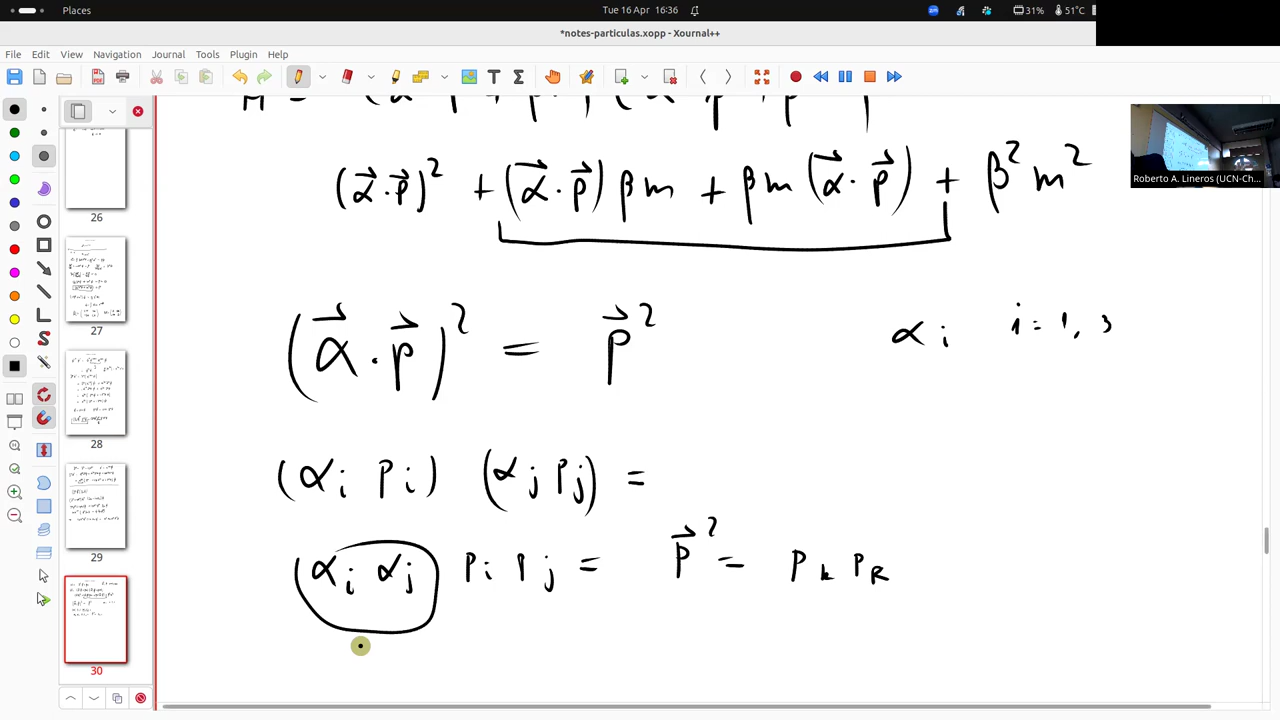 Places
Tue 16 Apr 16:36
31%
51°C
*notes-particulas.xopp - Xournal++
File Edit View Navigation Journal Tools Plugin Help
(α⃗·p⃗)² + (α⃗·p⃗) βm + βm (α⃗·p⃗) + β² m²
(α⃗·p⃗)² = p⃗²
αi i = 1, 3
(αi pi) (αj pj) =
αi αj pi pj = p⃗² = pk pk
26
27
28
29
30
Roberto A. Lineros (UCN-Ch...